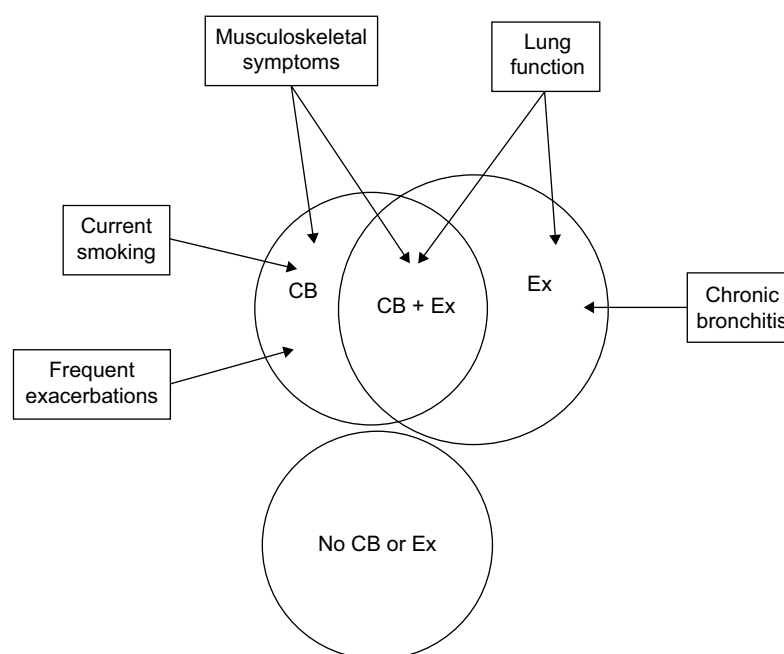 Musculoskeletal
symptoms
Lung
function
Current
smoking
CB
CB + Ex
Ex
Chronic
bronchitis
Frequent
exacerbations
No CB or Ex